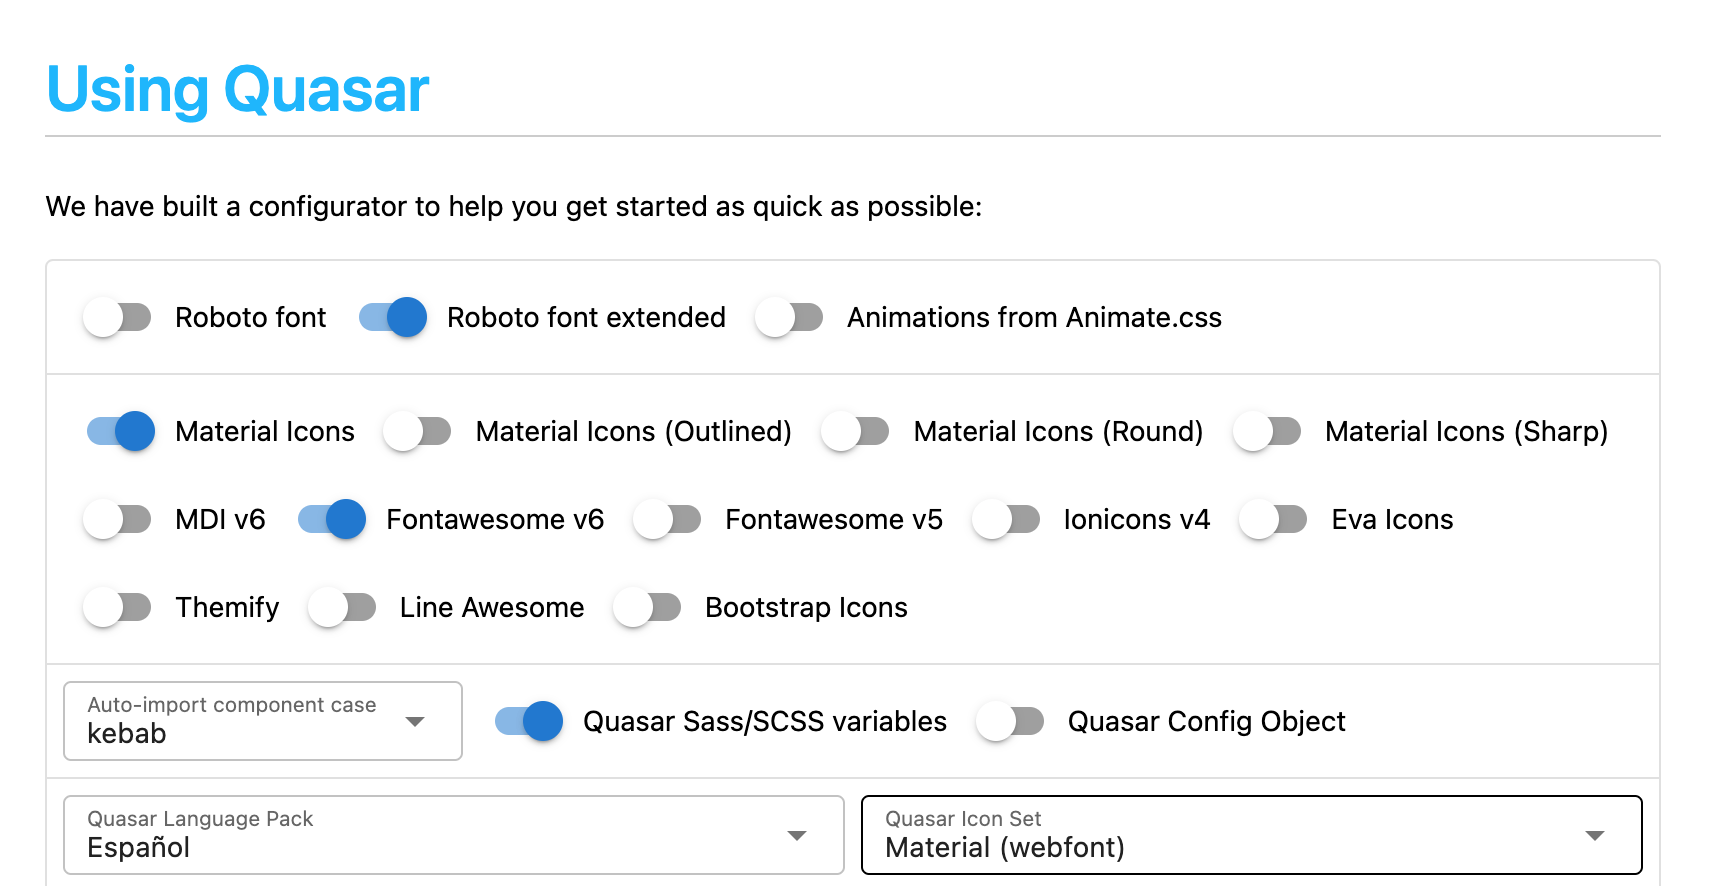 Using Quasar
We have built a configurator to help you get started as quick as possible:
Roboto font Roboto font extended Animations from Animate.css
Material Icons Material Icons (Outlined) Material Icons (Round) Material Icons (Sharp)
MDI v6 Fontawesome v6 Fontawesome v5 Ionicons v4 Eva Icons
Themify Line Awesome Bootstrap Icons
Auto-import component case
kebab
Quasar Sass/SCSS variables Quasar Config Object
Quasar Language Pack
Español
Quasar Icon Set
Material (webfont)